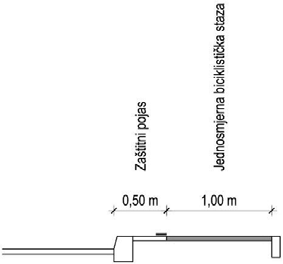 Zaštitni pojas
Jednosmjerna biciklistička staza
0,50 m
1,00 m